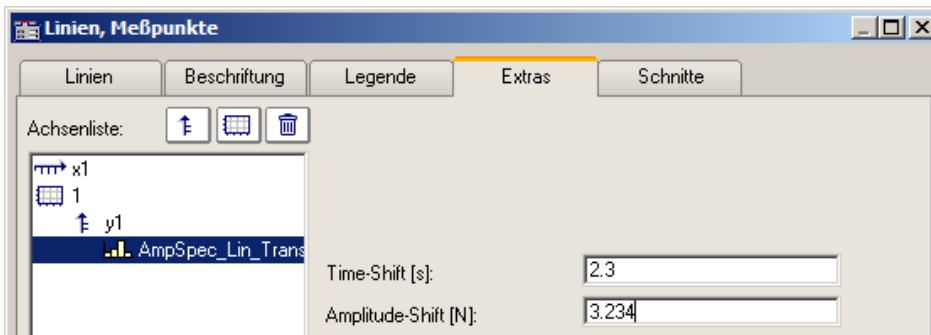 Linien, Meßpunkte
Linien Beschriftung Legende Extras Schnitte
Achsenliste:
x1
1
y1
AmpSpec_Lin_Trans
Time-Shift [s]: 2.3
Amplitude-Shift [N]: 3.234